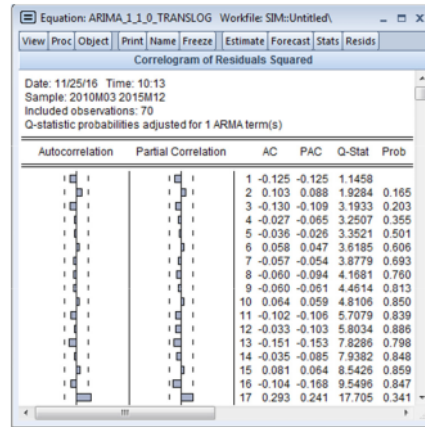 Equation: ARIMA_1_1_0_TRANSLOG Workfile: SIM::Untitled\
View Proc Object Print Name Freeze Estimate Forecast Stats Resids
Correlogram of Residuals Squared
Date: 11/25/16 Time: 10:13
Sample: 2010M03 2015M12
Included observations: 70
Q-statistic probabilities adjusted for 1 ARMA term(s)
Autocorrelation Partial Correlation AC PAC Q-Stat Prob
1 -0.125 -0.125 1.1458
2 0.103 0.088 1.9284 0.165
3 -0.130 -0.109 3.1933 0.203
4 -0.027 -0.065 3.2507 0.355
5 -0.036 -0.026 3.3521 0.501
6 0.058 0.047 3.6185 0.606
7 -0.057 -0.054 3.8779 0.693
8 -0.060 -0.094 4.1681 0.760
9 -0.060 -0.061 4.4614 0.813
10 0.064 0.059 4.8106 0.850
11 -0.102 -0.106 5.7079 0.839
12 -0.033 -0.103 5.8034 0.886
13 -0.151 -0.153 7.8286 0.798
14 -0.035 -0.085 7.9382 0.848
15 0.081 0.064 8.5426 0.859
16 -0.104 -0.168 9.5496 0.847
17 0.293 0.241 17.705 0.341